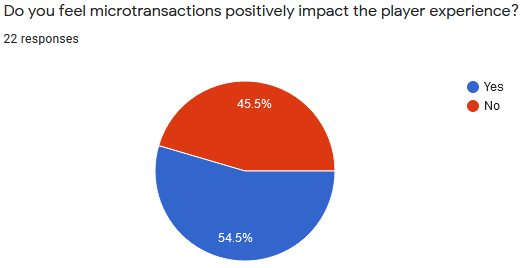 Do you feel microtransactions positively impact the player experience?
22 responses
Yes
No
45.5%
54.5%